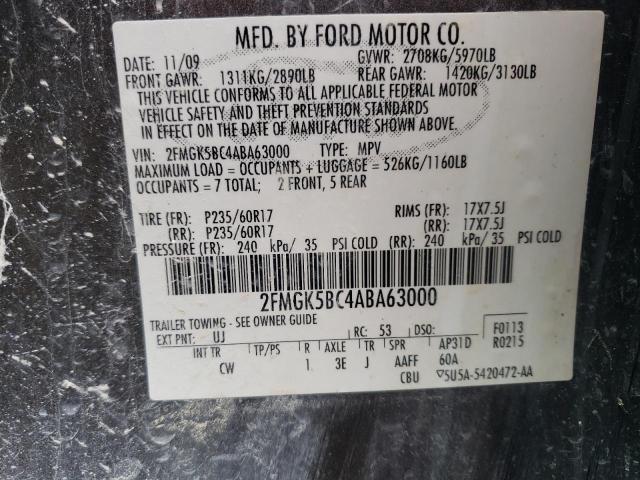 MFD. BY FORD MOTOR CO.
DATE: 11/09 GVWR: 2708KG/5970LB
FRONT GAWR: 1311KG/2890LB REAR GAWR: 1420KG/3130LB
THIS VEHICLE CONFORMS TO ALL APPLICABLE FEDERAL MOTOR
VEHICLE SAFETY AND THEFT PREVENTION STANDARDS
IN EFFECT ON THE DATE OF MANUFACTURE SHOWN ABOVE.
VIN: 2FMGK5BC4ABA63000 TYPE: MPV
MAXIMUM LOAD = OCCUPANTS + LUGGAGE = 526KG/1160LB
OCCUPANTS = 7 TOTAL; 2 FRONT, 5 REAR
TIRE (FR): P235/60R17 RIMS (FR): 17X7.5J
(RR): P235/60R17 (RR): 17X7.5J
PRESSURE (FR): 240 kPa/ 35 PSI COLD (RR): 240 kPa/ 35 PSI COLD
2FMGK5BC4ABA63000
TRAILER TOWING - SEE OWNER GUIDE
EXT PNT: UJ RC: 53 DSO: F0113
INT TR TP/PS R AXLE TR SPR AP31D R0215
CW 1 3E J AAFF 60A
CBU ▽5U5A-5420472-AA